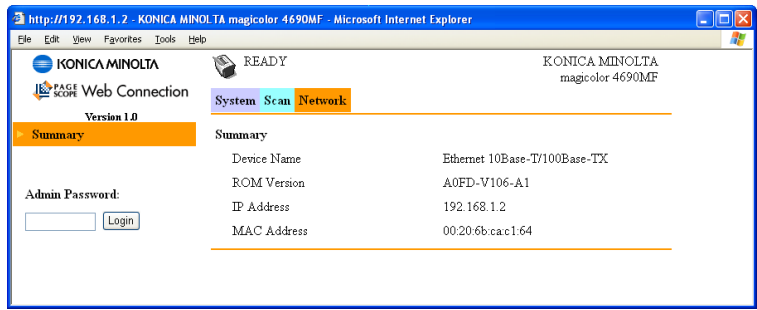 http://192.168.1.2 - KONICA MINOLTA magicolor 4690MF - Microsoft Internet Explorer
File Edit View Favorites Tools Help
KONICA MINOLTA
PAGE SCOPE Web Connection
Version 1.0
READY
KONICA MINOLTA
magicolor 4690MF
System Scan Network
Summary
Admin Password:
Login
Summary
Device Name Ethernet 10Base-T/100Base-TX
ROM Version A0FD-V106-A1
IP Address 192.168.1.2
MAC Address 00:20:6b:ca:c1:64